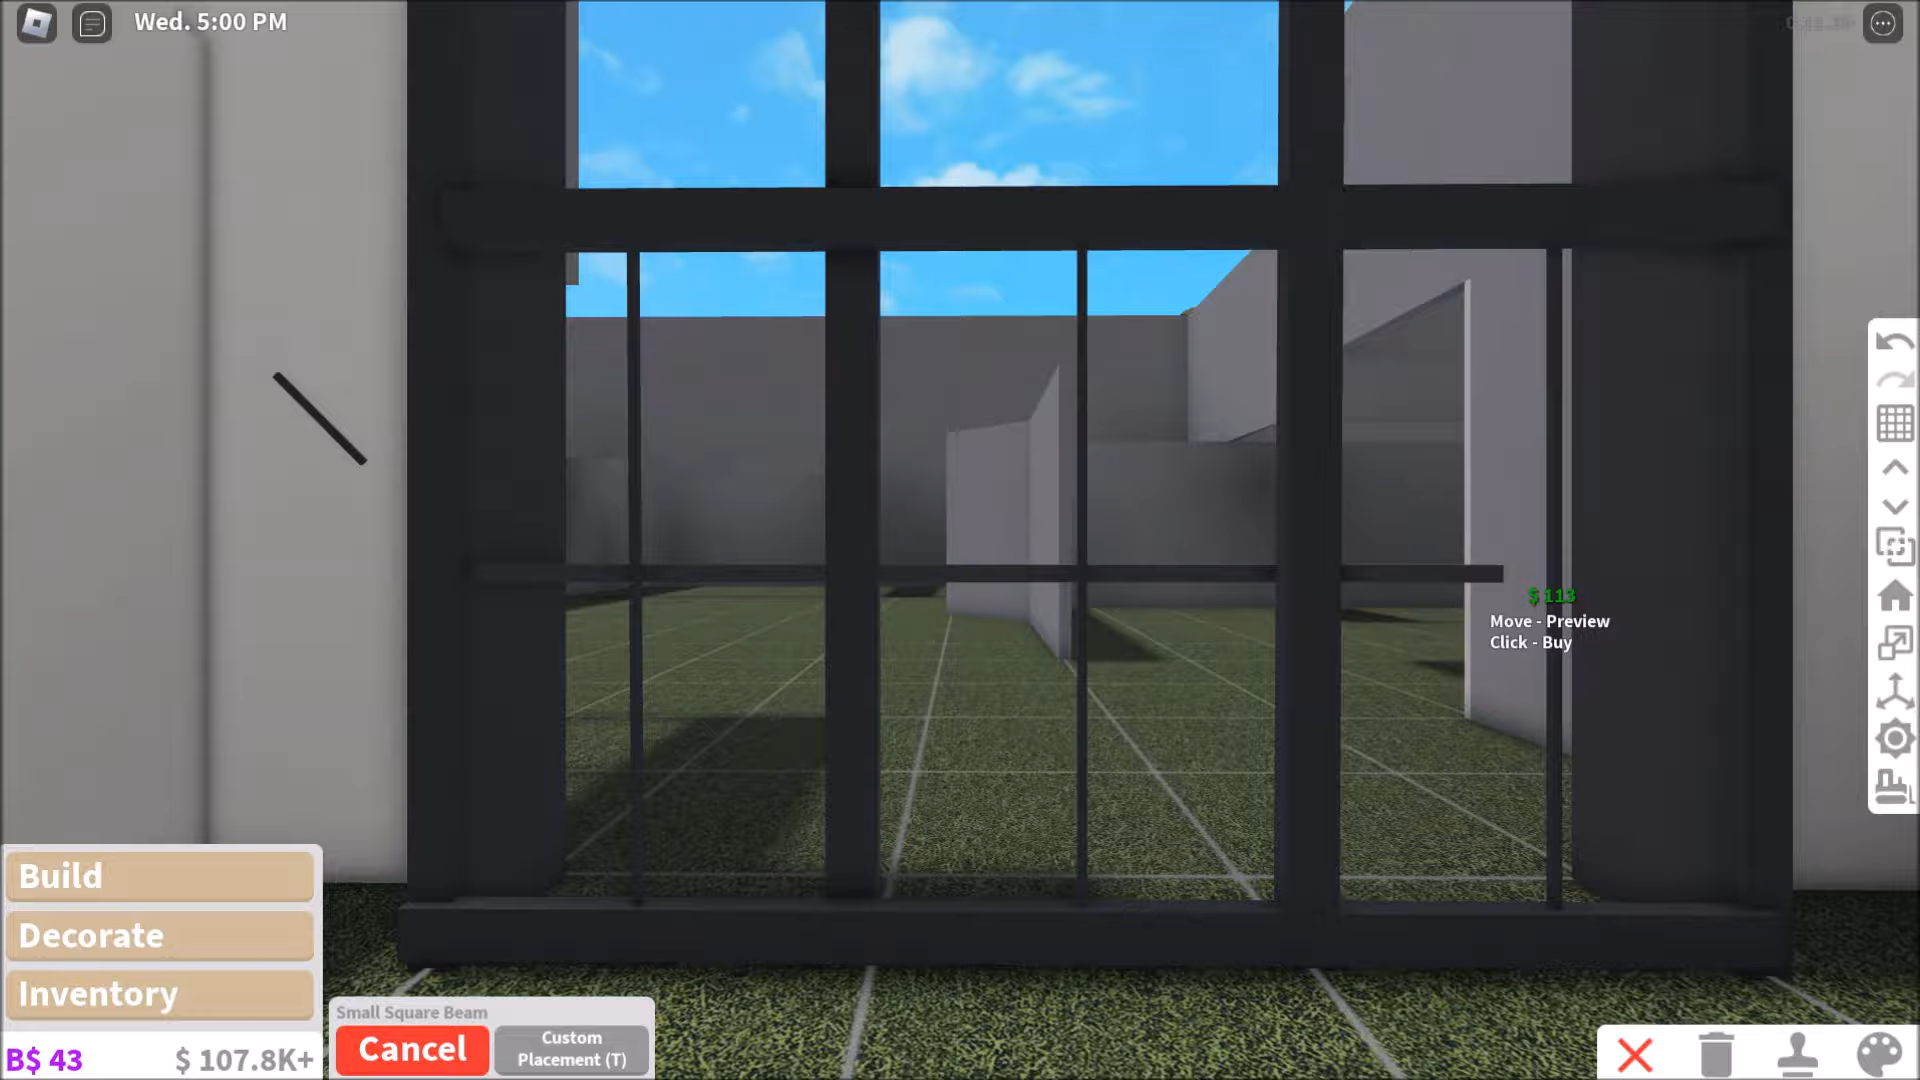 Wed. 5:00 PM
$ 113
Move - Preview
Click - Buy
Build
Decorate
Inventory
B$ 43
$ 107.8K+
Small Square Beam
Cancel
Custom
Placement (T)